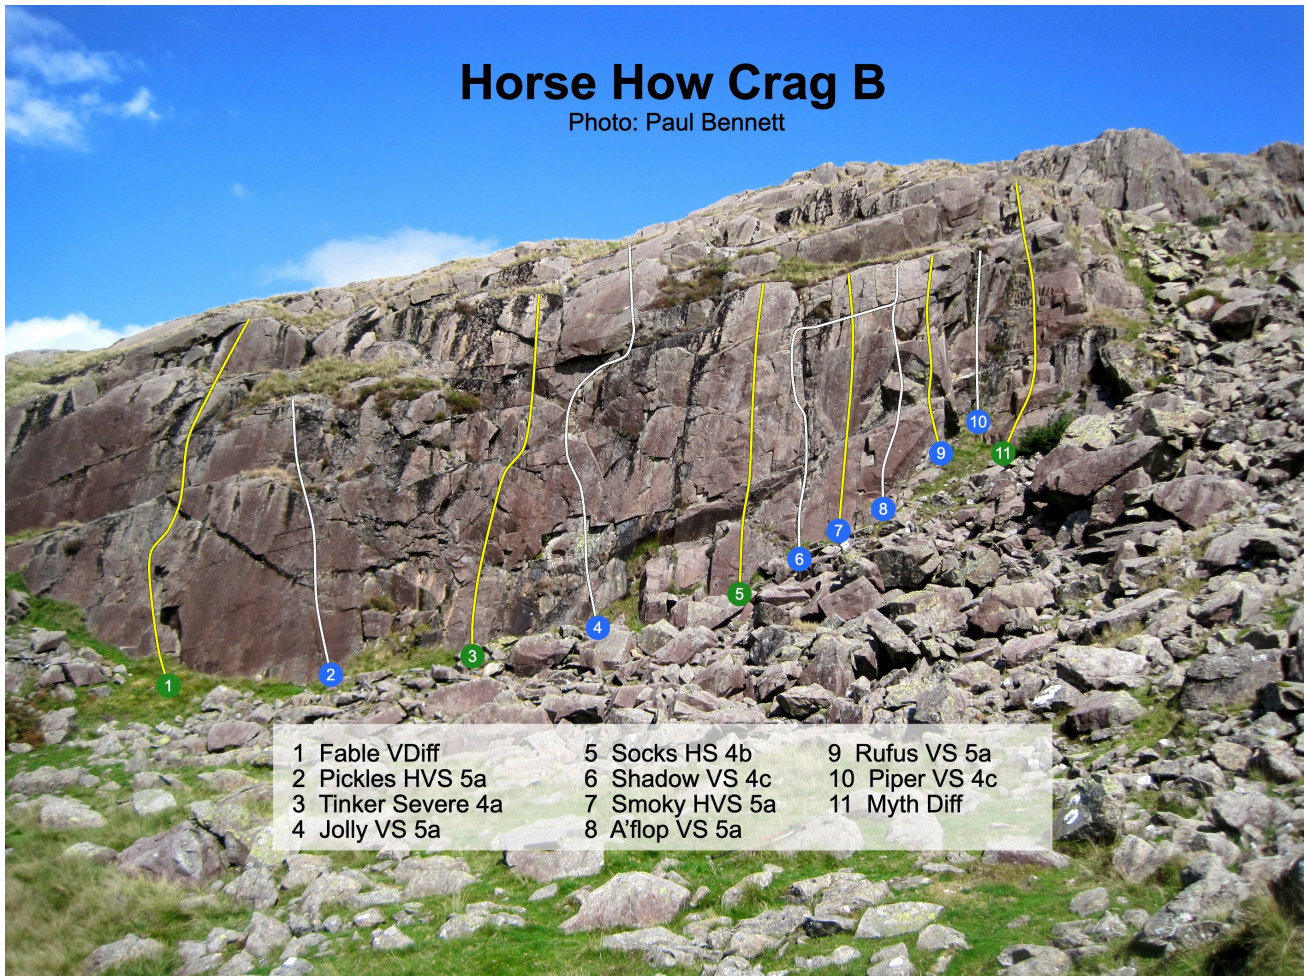 Horse How Crag B
Photo: Paul Bennett
10
9
11
8
7
6
5
4
3
2
1
1 Fable VDiff
2 Pickles HVS 5a
3 Tinker Severe 4a
4 Jolly VS 5a
5 Socks HS 4b
6 Shadow VS 4c
7 Smoky HVS 5a
8 A'flop VS 5a
9 Rufus VS 5a
10 Piper VS 4c
11 Myth Diff